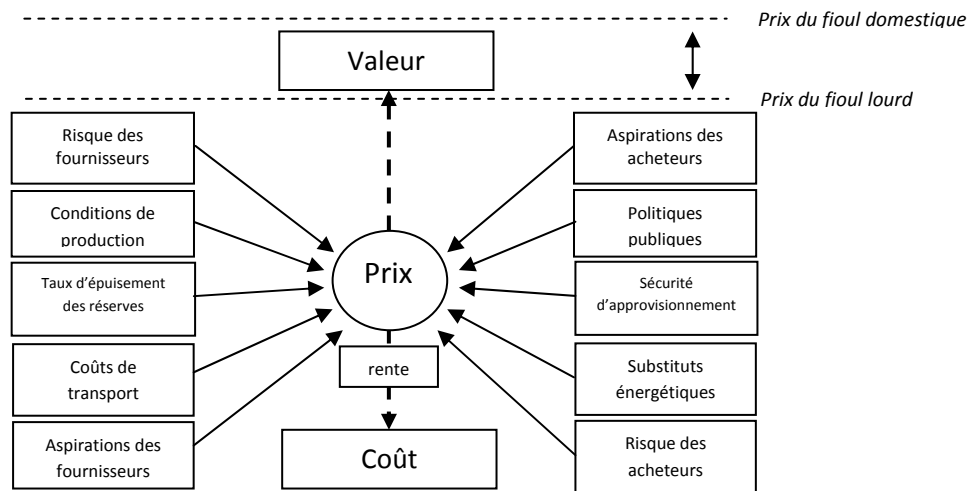 Prix du fioul domestique
Valeur
Prix du fioul lourd
Risque des
fournisseurs
Aspirations des
acheteurs
Conditions de
production
Politiques
publiques
Prix
Taux d'épuisement
des réserves
Sécurité
d'approvisionnement
Coûts de
transport
rente
Substituts
énergétiques
Aspirations des
fournisseurs
Coût
Risque des
acheteurs